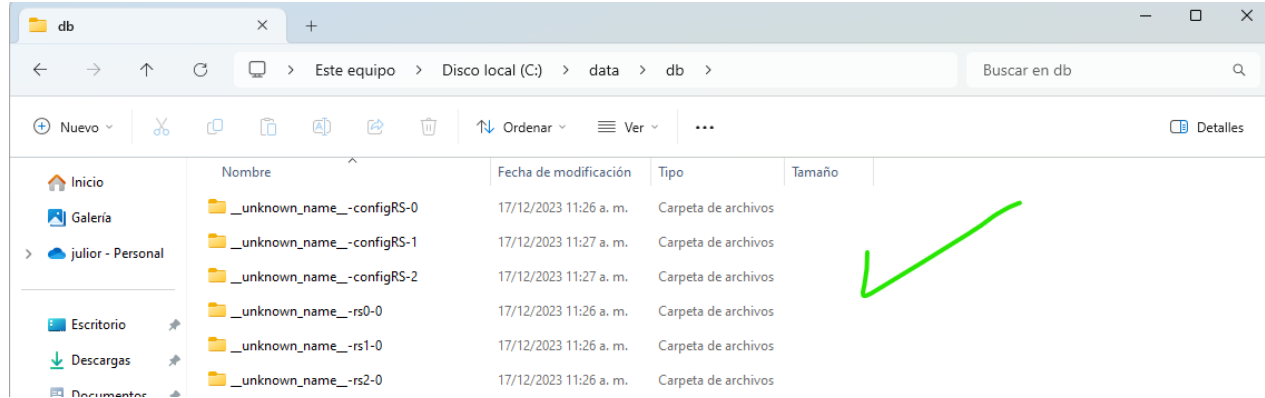 db
Este equipo > Disco local (C:) > data > db >
Buscar en db
Nuevo
Ordenar
Ver
Detalles
Nombre
Fecha de modificación
Tipo
Tamaño
Inicio
Galería
julior - Personal
Escritorio
Descargas
Documentos
__unknown_name__-configRS-0 17/12/2023 11:26 a. m. Carpeta de archivos
__unknown_name__-configRS-1 17/12/2023 11:27 a. m. Carpeta de archivos
__unknown_name__-configRS-2 17/12/2023 11:27 a. m. Carpeta de archivos
__unknown_name__-rs0-0 17/12/2023 11:26 a. m. Carpeta de archivos
__unknown_name__-rs1-0 17/12/2023 11:26 a. m. Carpeta de archivos
__unknown_name__-rs2-0 17/12/2023 11:26 a. m. Carpeta de archivos